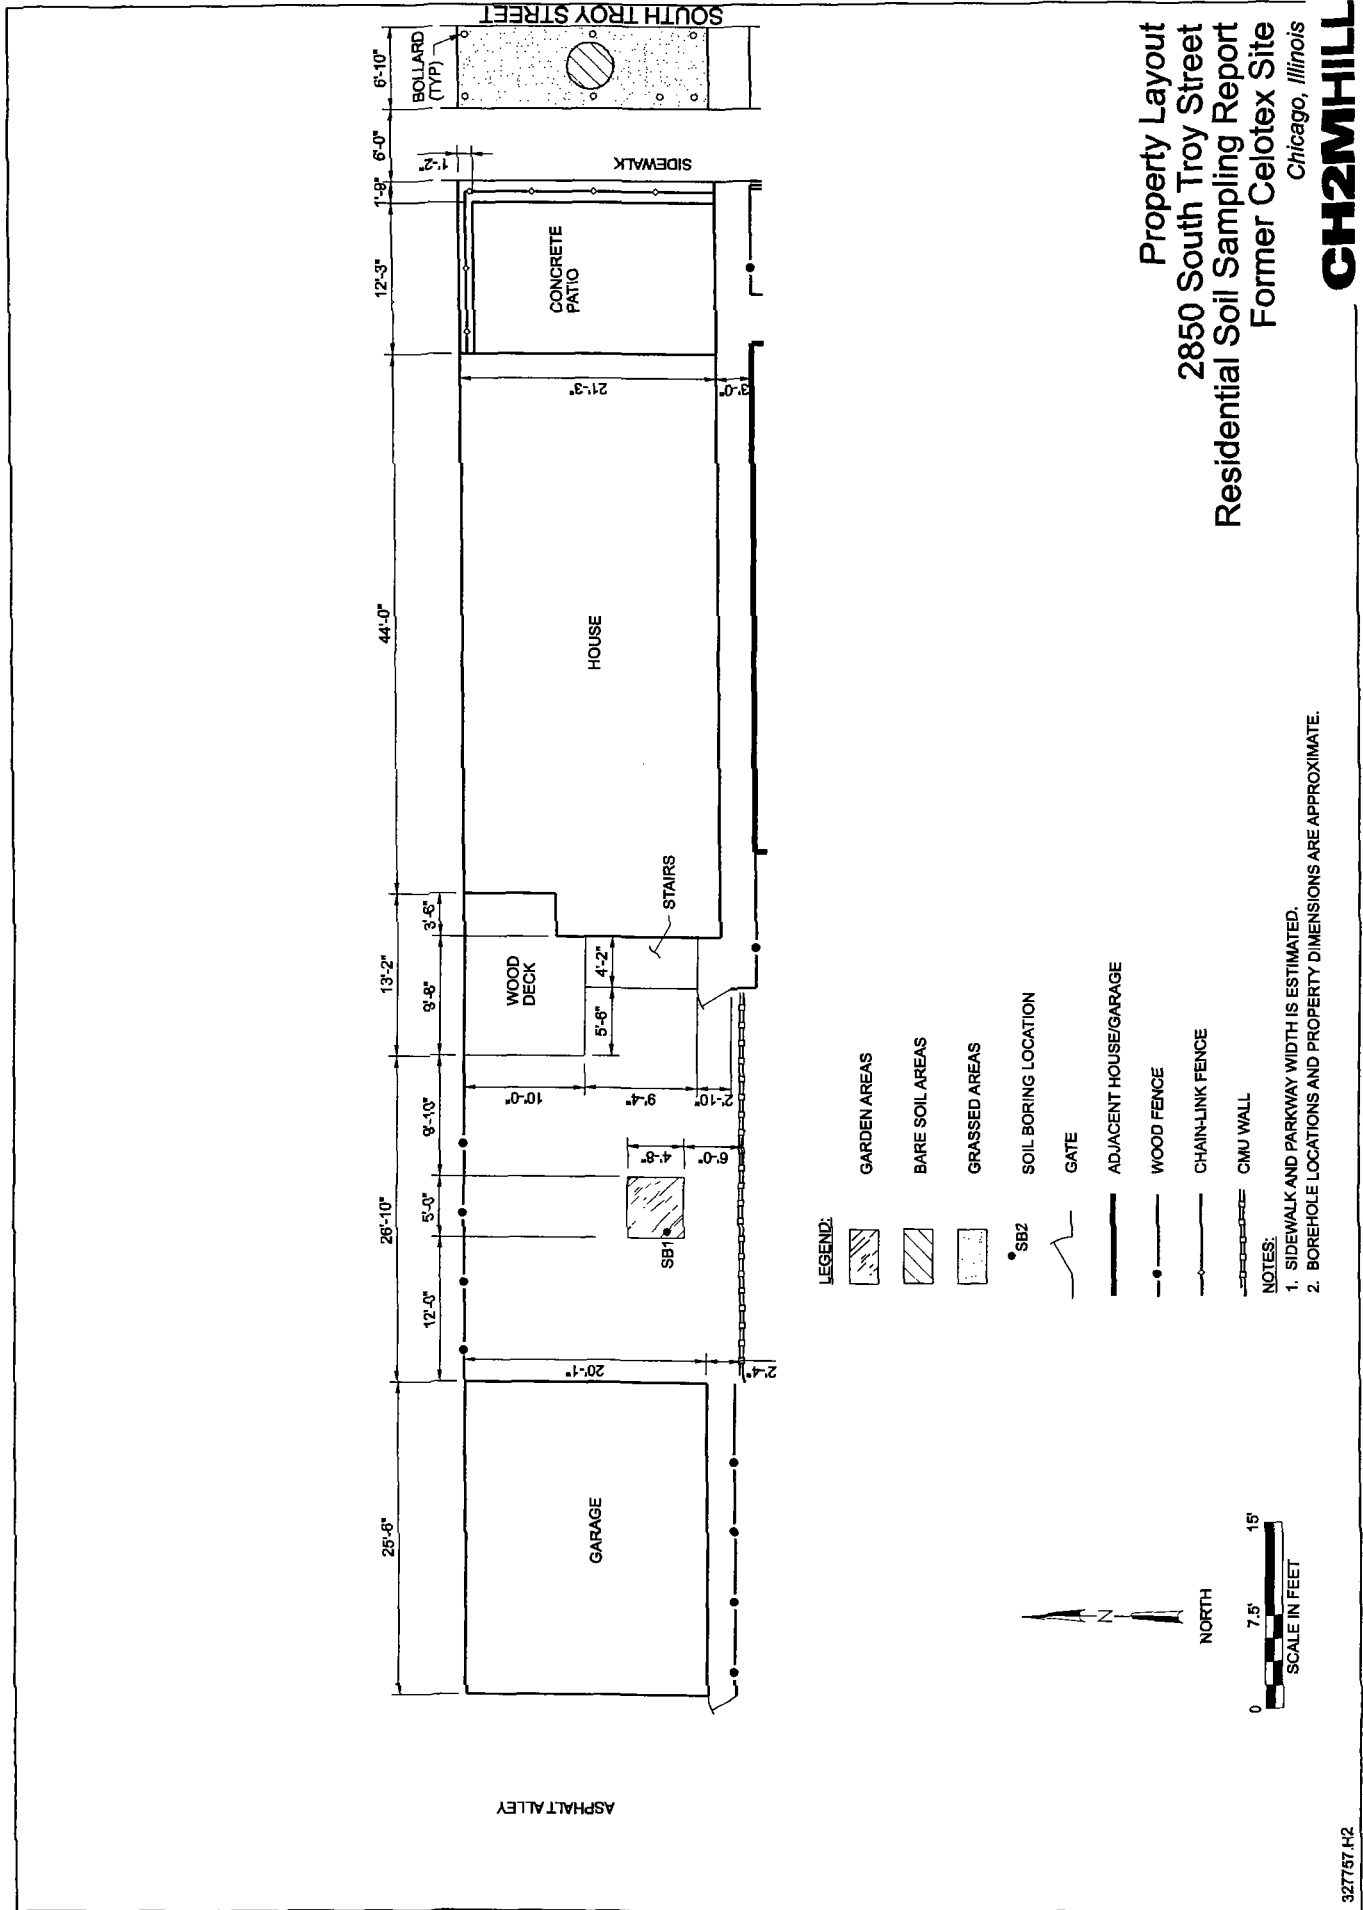 SOUTH TROY STREET
BOLLARD
(TYP)
6'-10"
6'-0"
1'-9"
12'-3"
44'-0"
13'-2"
26'-10"
25'-6"
1'-2"
SIDEWALK
CONCRETE
PATIO
21'-3"
3'-0"
HOUSE
STAIRS
3'-6"
WOOD
DECK
4'-2"
5'-6"
10'-0"
9'-4"
2'-10"
9'-10"
5'-0"
12'-0"
4'-8"
6'-0"
SB1
20'-1"
2'-4"
GARAGE
ASPHALT ALLEY
LEGEND:
GARDEN AREAS
BARE SOIL AREAS
GRASSED AREAS
SB2
SOIL BORING LOCATION
GATE
ADJACENT HOUSE/GARAGE
WOOD FENCE
CHAIN-LINK FENCE
CMU WALL
NOTES:
1. SIDEWALK AND PARKWAY WIDTH IS ESTIMATED.
2. BOREHOLE LOCATIONS AND PROPERTY DIMENSIONS ARE APPROXIMATE.
N
NORTH
0 7.5' 15'
SCALE IN FEET
Property Layout
2850 South Troy Street
Residential Soil Sampling Report
Former Celotex Site
Chicago, Illinois
CH2MHILL
327757.H2